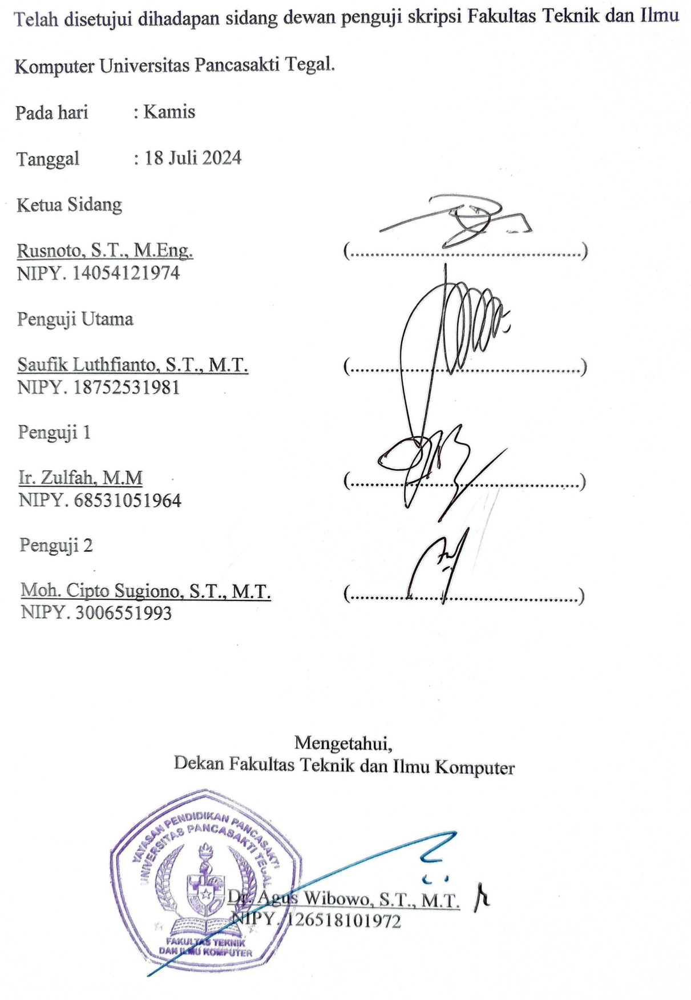 Telah disetujui dihadapan sidang dewan penguji skripsi Fakultas Teknik dan Ilmu
Komputer Universitas Pancasakti Tegal.
Pada hari : Kamis
Tanggal : 18 Juli 2024
Ketua Sidang
Rusnoto, S.T., M.Eng. (..........................................)
NIPY. 14054121974
Penguji Utama
Saufik Luthfianto, S.T., M.T. (..........................................)
NIPY. 18752531981
Penguji 1
Ir. Zulfah, M.M (..........................................)
NIPY. 68531051964
Penguji 2
Moh. Cipto Sugiono, S.T., M.T. (..........................................)
NIPY. 3006551993
Mengetahui,
Dekan Fakultas Teknik dan Ilmu Komputer
YAYASAN PENDIDIKAN PANCASAKTI
UNIVERSITAS PANCASAKTI TEGAL
Dr. Agus Wibowo, S.T., M.T.
NIPY. 126518101972
FAKULTAS TEKNIK
DAN ILMU KOMPUTER